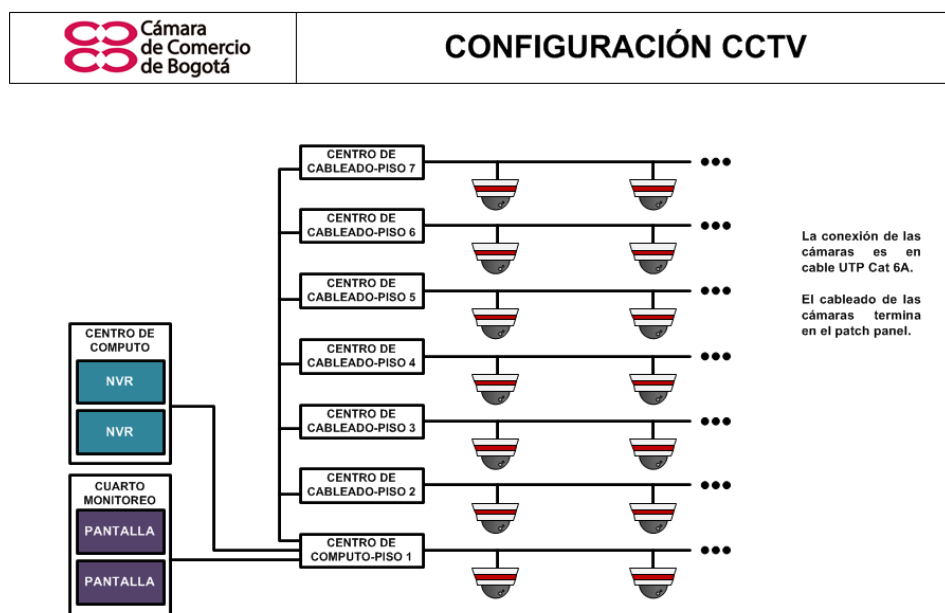 Cámara
de Comercio
de Bogotá
CONFIGURACIÓN CCTV
CENTRO DE
CABLEADO-PISO 7
CENTRO DE
CABLEADO-PISO 6
CENTRO DE
CABLEADO-PISO 5
CENTRO DE
CABLEADO-PISO 4
CENTRO DE
CABLEADO-PISO 3
CENTRO DE
CABLEADO-PISO 2
CENTRO DE
COMPUTO-PISO 1
La conexión de las
cámaras es en
cable UTP Cat 6A.
El cableado de las
cámaras termina
en el patch panel.
CENTRO DE
COMPUTO
NVR
NVR
CUARTO
MONITOREO
PANTALLA
PANTALLA